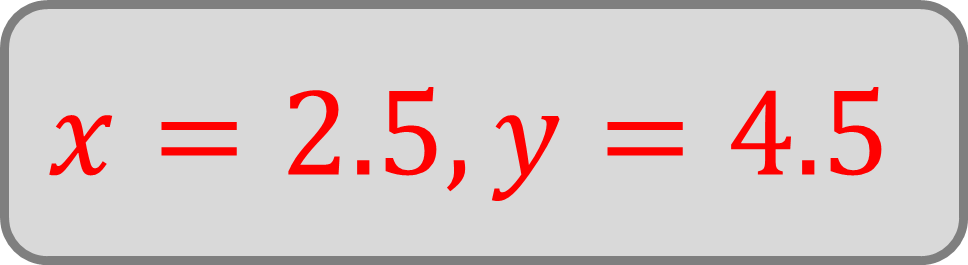 x = 2.5, y = 4.5